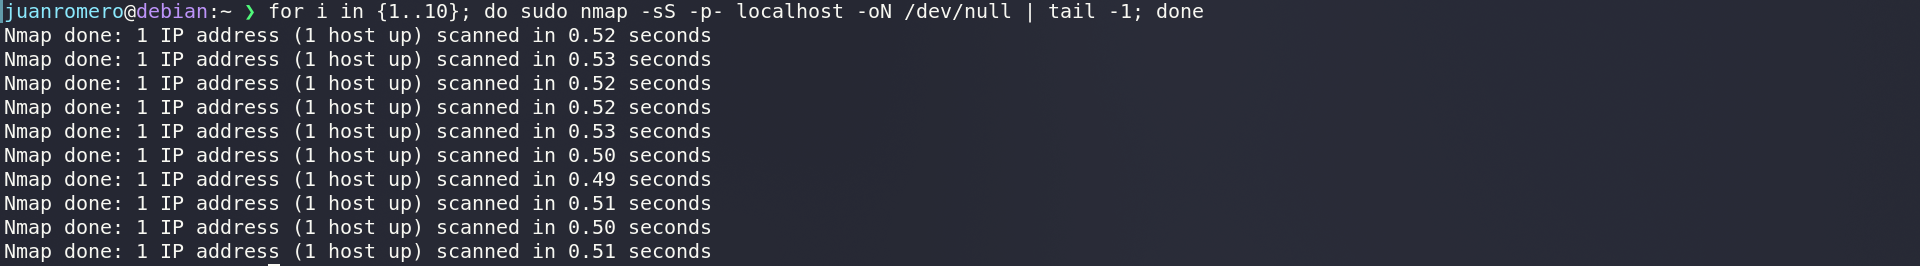 juanromero@debian:~ ❯ for i in {1..10}; do sudo nmap -sS -p- localhost -oN /dev/null | tail -1; done
Nmap done: 1 IP address (1 host up) scanned in 0.52 seconds
Nmap done: 1 IP address (1 host up) scanned in 0.53 seconds
Nmap done: 1 IP address (1 host up) scanned in 0.52 seconds
Nmap done: 1 IP address (1 host up) scanned in 0.52 seconds
Nmap done: 1 IP address (1 host up) scanned in 0.53 seconds
Nmap done: 1 IP address (1 host up) scanned in 0.50 seconds
Nmap done: 1 IP address (1 host up) scanned in 0.49 seconds
Nmap done: 1 IP address (1 host up) scanned in 0.51 seconds
Nmap done: 1 IP address (1 host up) scanned in 0.50 seconds
Nmap done: 1 IP address (1 host up) scanned in 0.51 seconds